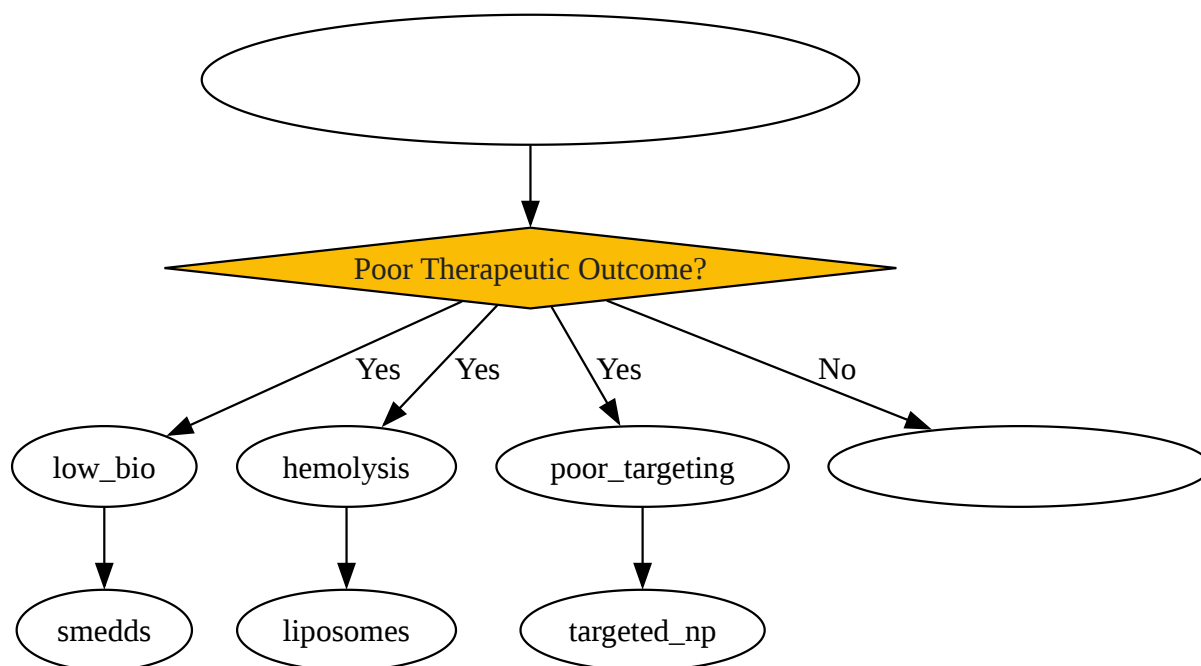 Poor Therapeutic Outcome?
Yes
Yes
Yes
No
low_bio
hemolysis
poor_targeting
smedds
liposomes
targeted_np